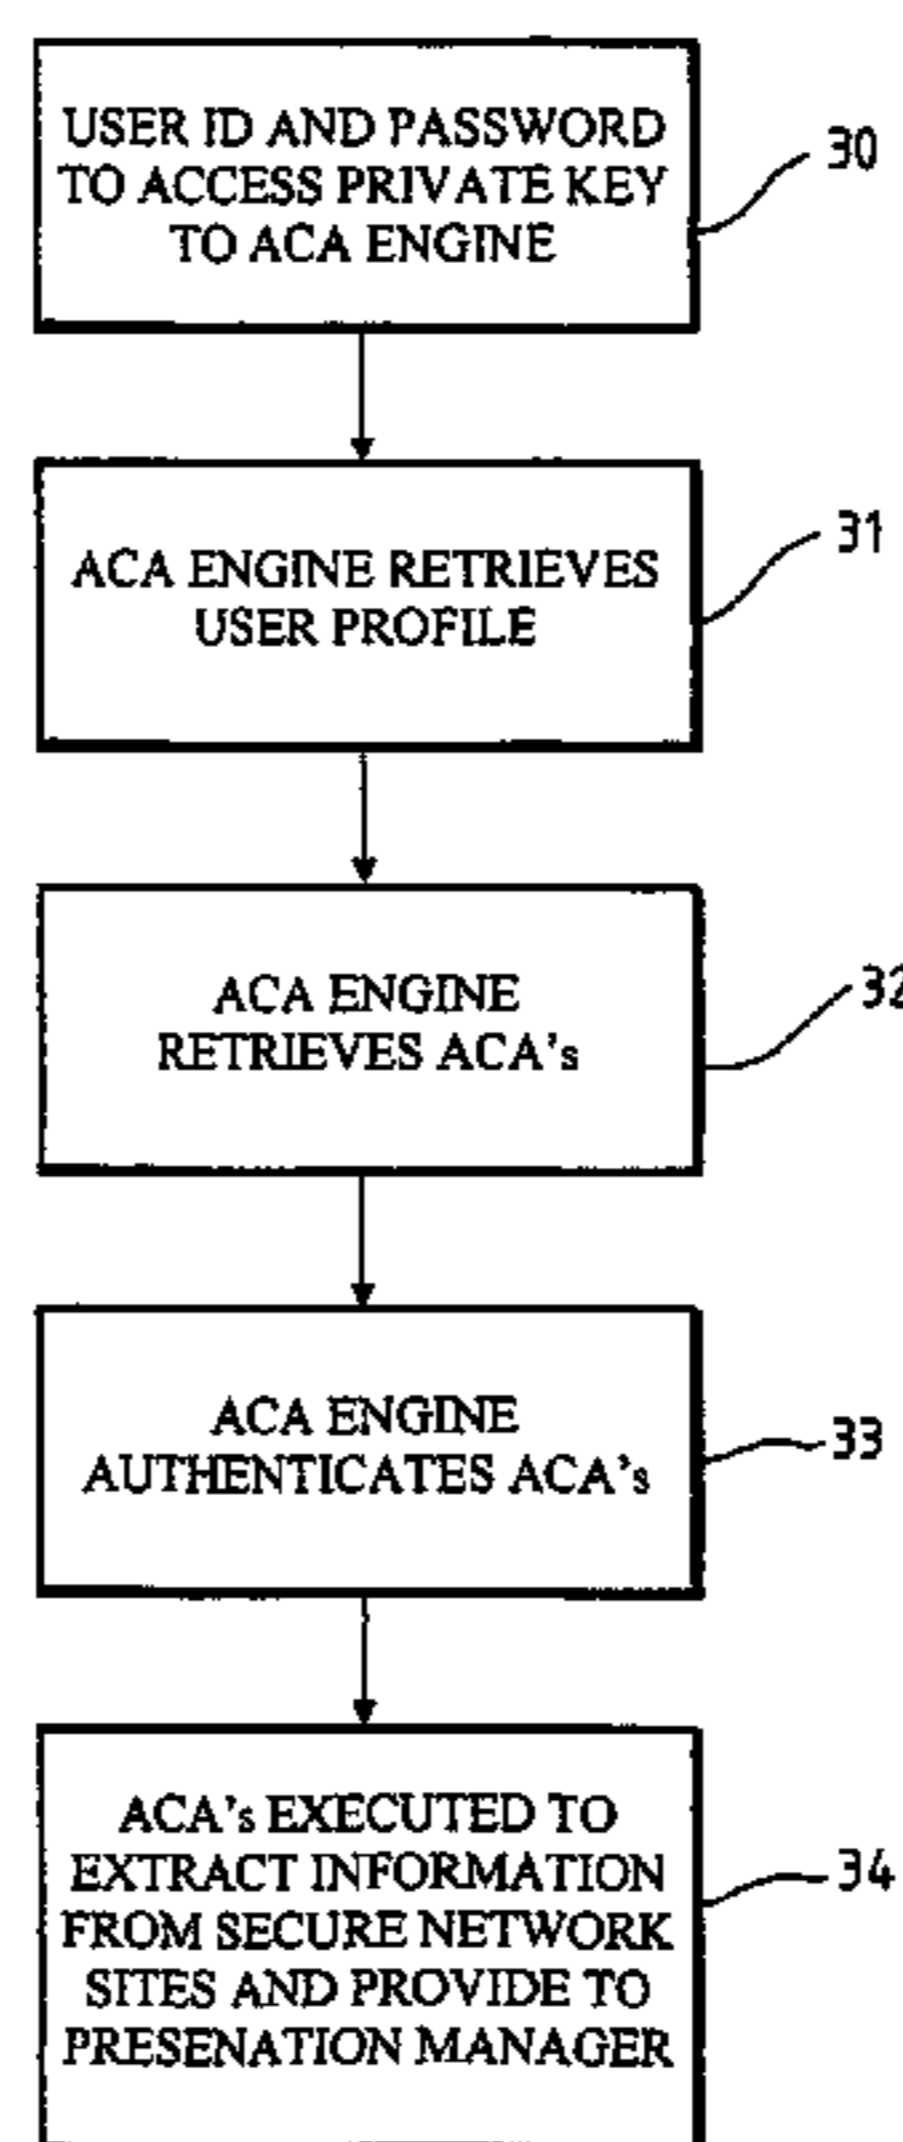 USER ID AND PASSWORD
TO ACCESS PRIVATE KEY
TO ACA ENGINE
30
ACA ENGINE RETRIEVES
USER PROFILE
31
ACA ENGINE
RETRIEVES ACA's
32
ACA ENGINE
AUTHENTICATES ACA's
33
ACA's EXECUTED TO
EXTRACT INFORMATION
FROM SECURE NETWORK
SITES AND PROVIDE TO
PRESENATION MANAGER
34